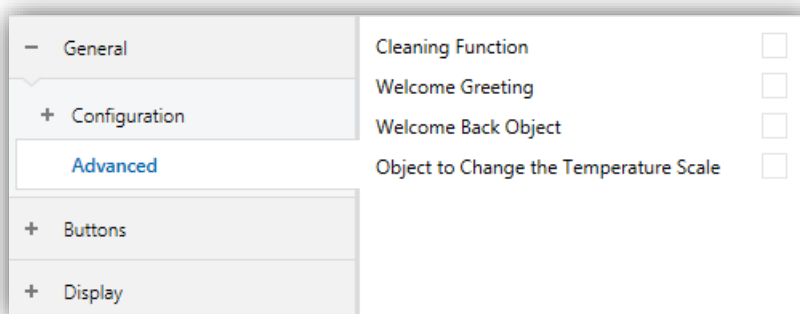 General
Configuration
Advanced
Buttons
Display
Cleaning Function
Welcome Greeting
Welcome Back Object
Object to Change the Temperature Scale